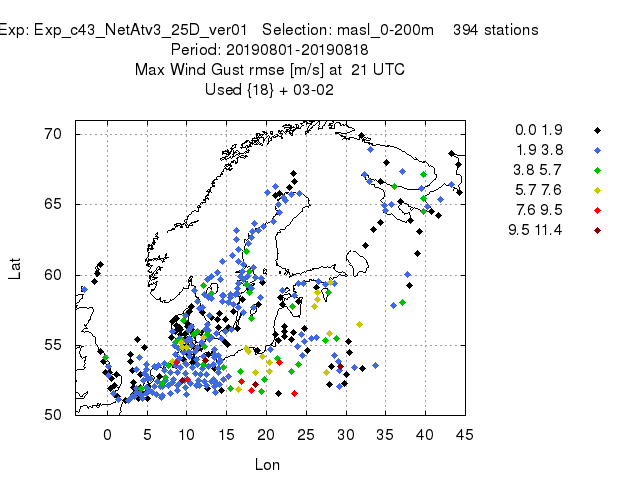 Exp: Exp_c43_NetAtv3_25D_ver01 Selection: masl_0-200m 394 stations
Period: 20190801-20190818
Max Wind Gust rmse [m/s] at 21 UTC
Used {18} + 03-02
70
65
60
55
50
Lat
0 5 10 15 20 25 30 35 40 45
Lon
0.0 1.9
1.9 3.8
3.8 5.7
5.7 7.6
7.6 9.5
9.5 11.4